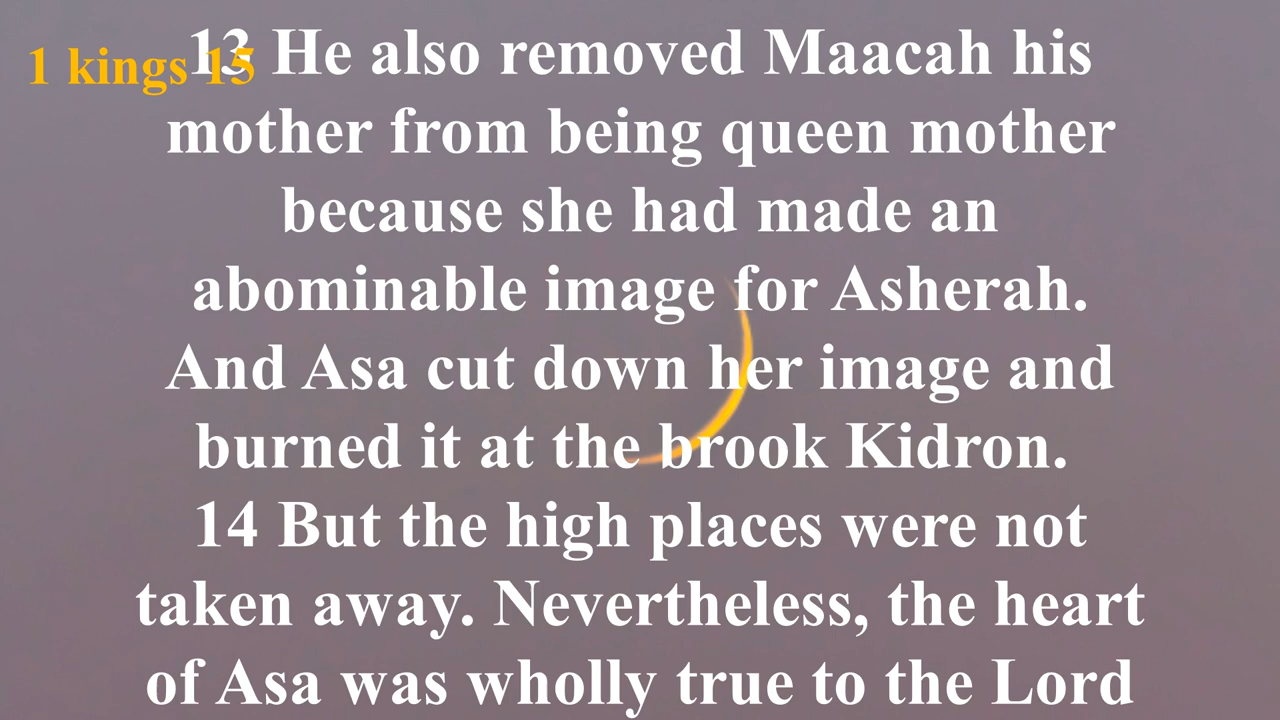 1 kings 15
13 He also removed Maacah his
mother from being queen mother
because she had made an
abominable image for Asherah.
And Asa cut down her image and
burned it at the brook Kidron.
14 But the high places were not
taken away. Nevertheless, the heart
of Asa was wholly true to the Lord